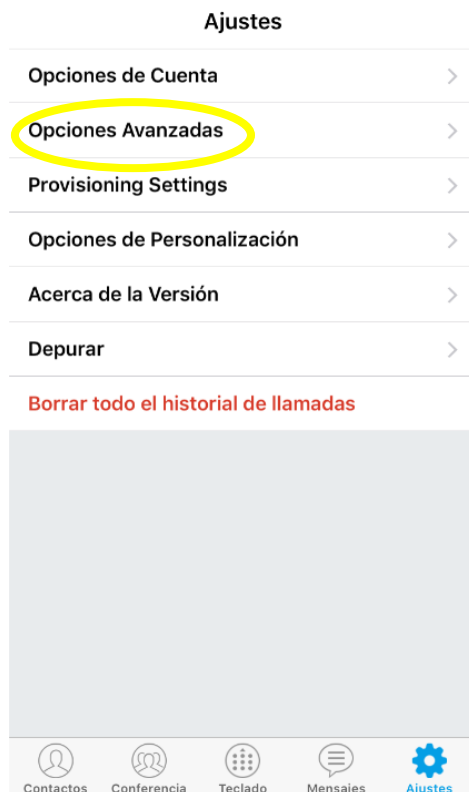 Ajustes
Opciones de Cuenta
Opciones Avanzadas
Provisioning Settings
Opciones de Personalización
Acerca de la Versión
Depurar
Borrar todo el historial de llamadas
Contactos Conferencia Teclado Mensajes Ajustes